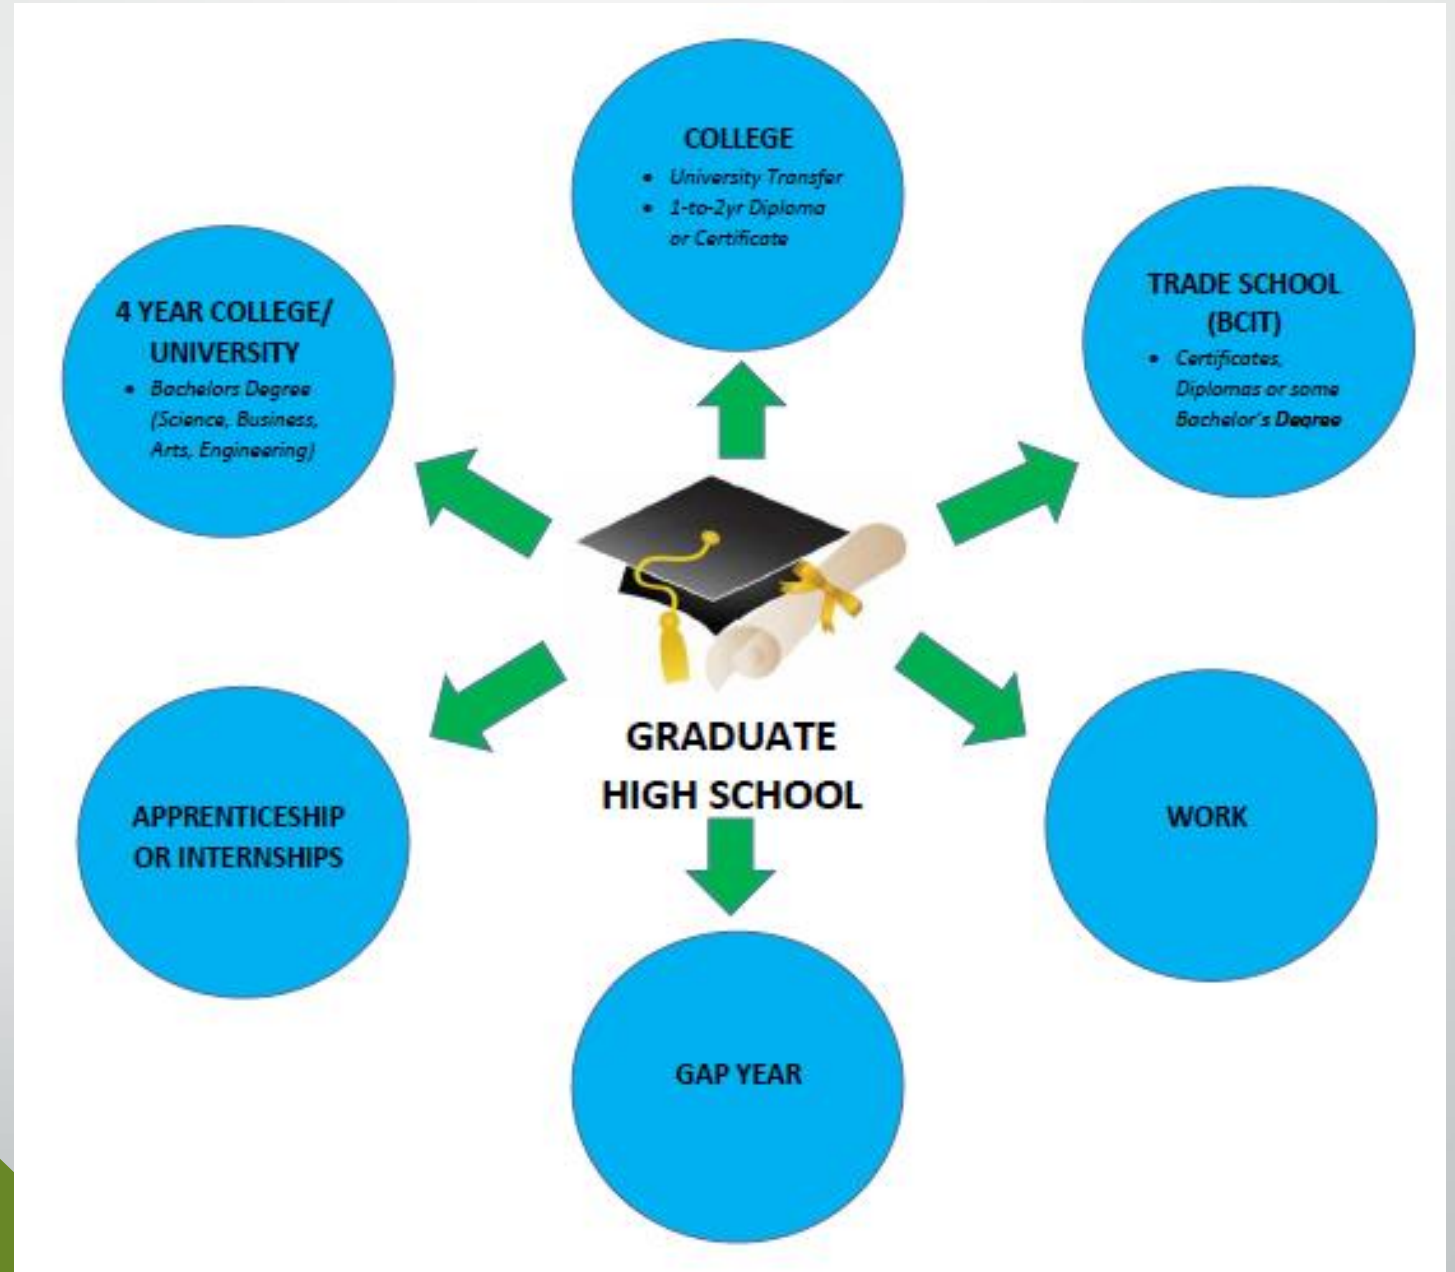 COLLEGE
• University Transfer
• 1-to-2yr Diploma
or Certificate
TRADE SCHOOL
(BCIT)
• Certificates,
Diplomas or some
Bachelor's Degree
4 YEAR COLLEGE/
UNIVERSITY
• Bachelors Degree
(Science, Business,
Arts, Engineering)
GRADUATE
HIGH SCHOOL
APPRENTICESHIP
OR INTERNSHIPS
WORK
GAP YEAR